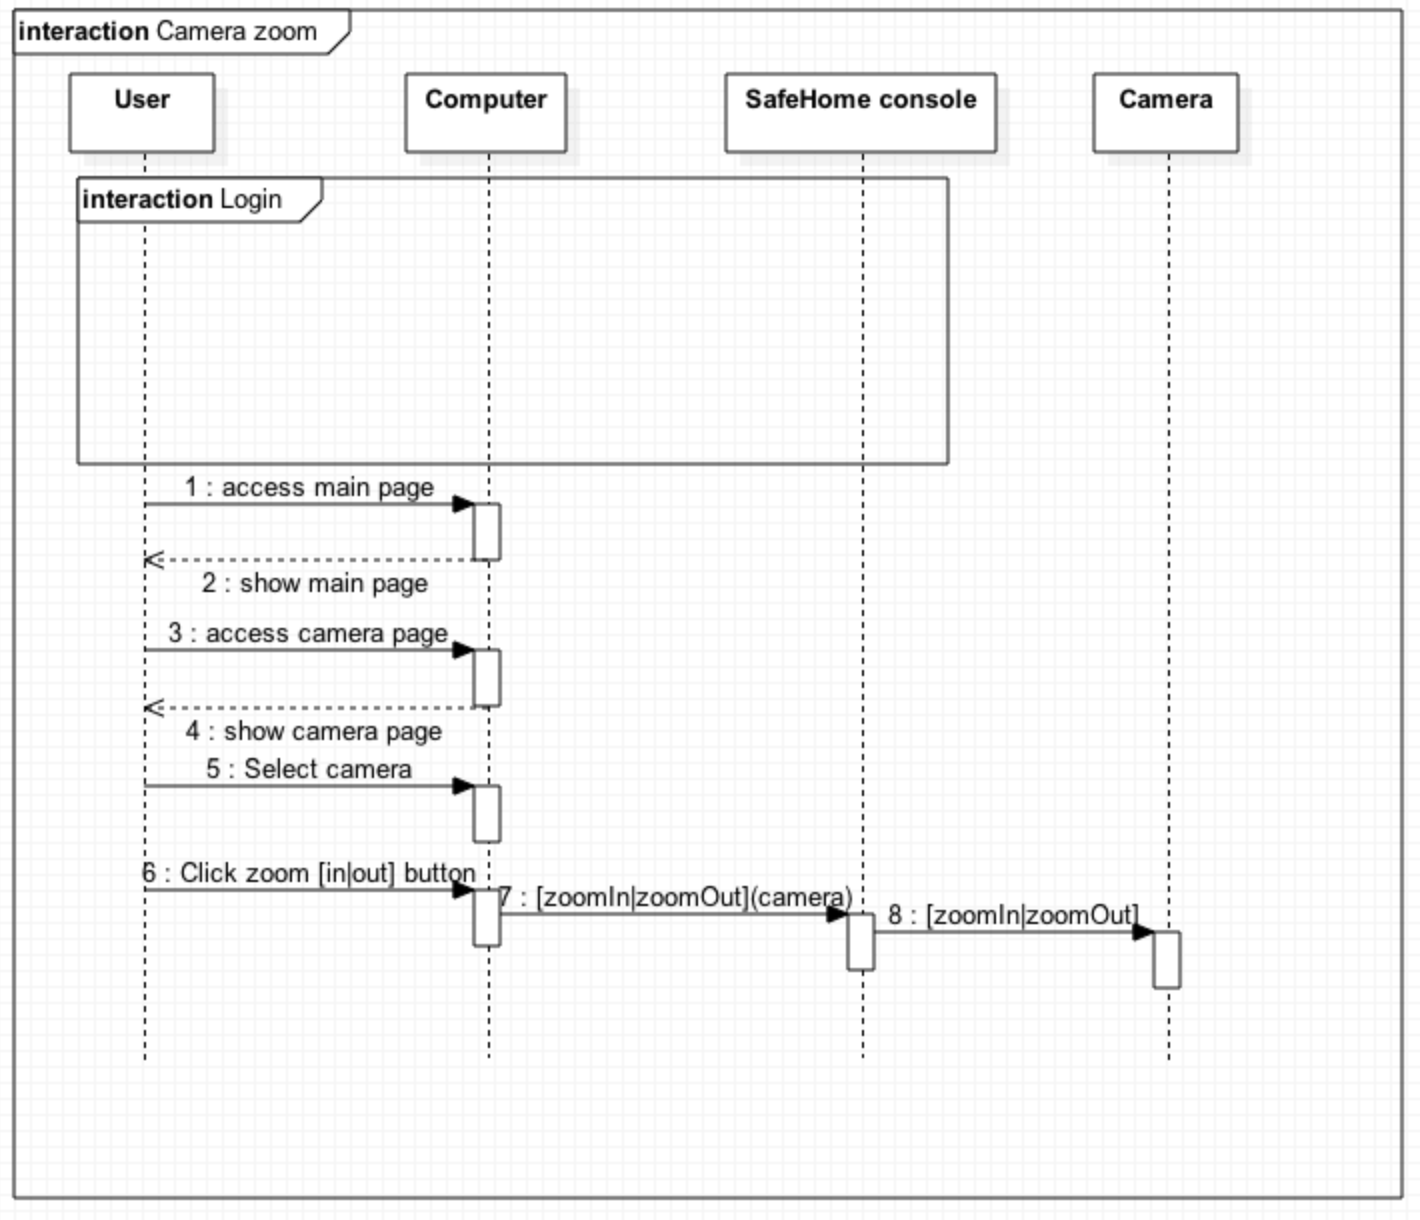 interaction Camera zoom
User
Computer
SafeHome console
Camera
interaction Login
1 : access main page
2 : show main page
3 : access camera page
4 : show camera page
5 : Select camera
6 : Click zoom [in|out] button
7 : [zoomIn|zoomOut](camera)
8 : [zoomIn|zoomOut]